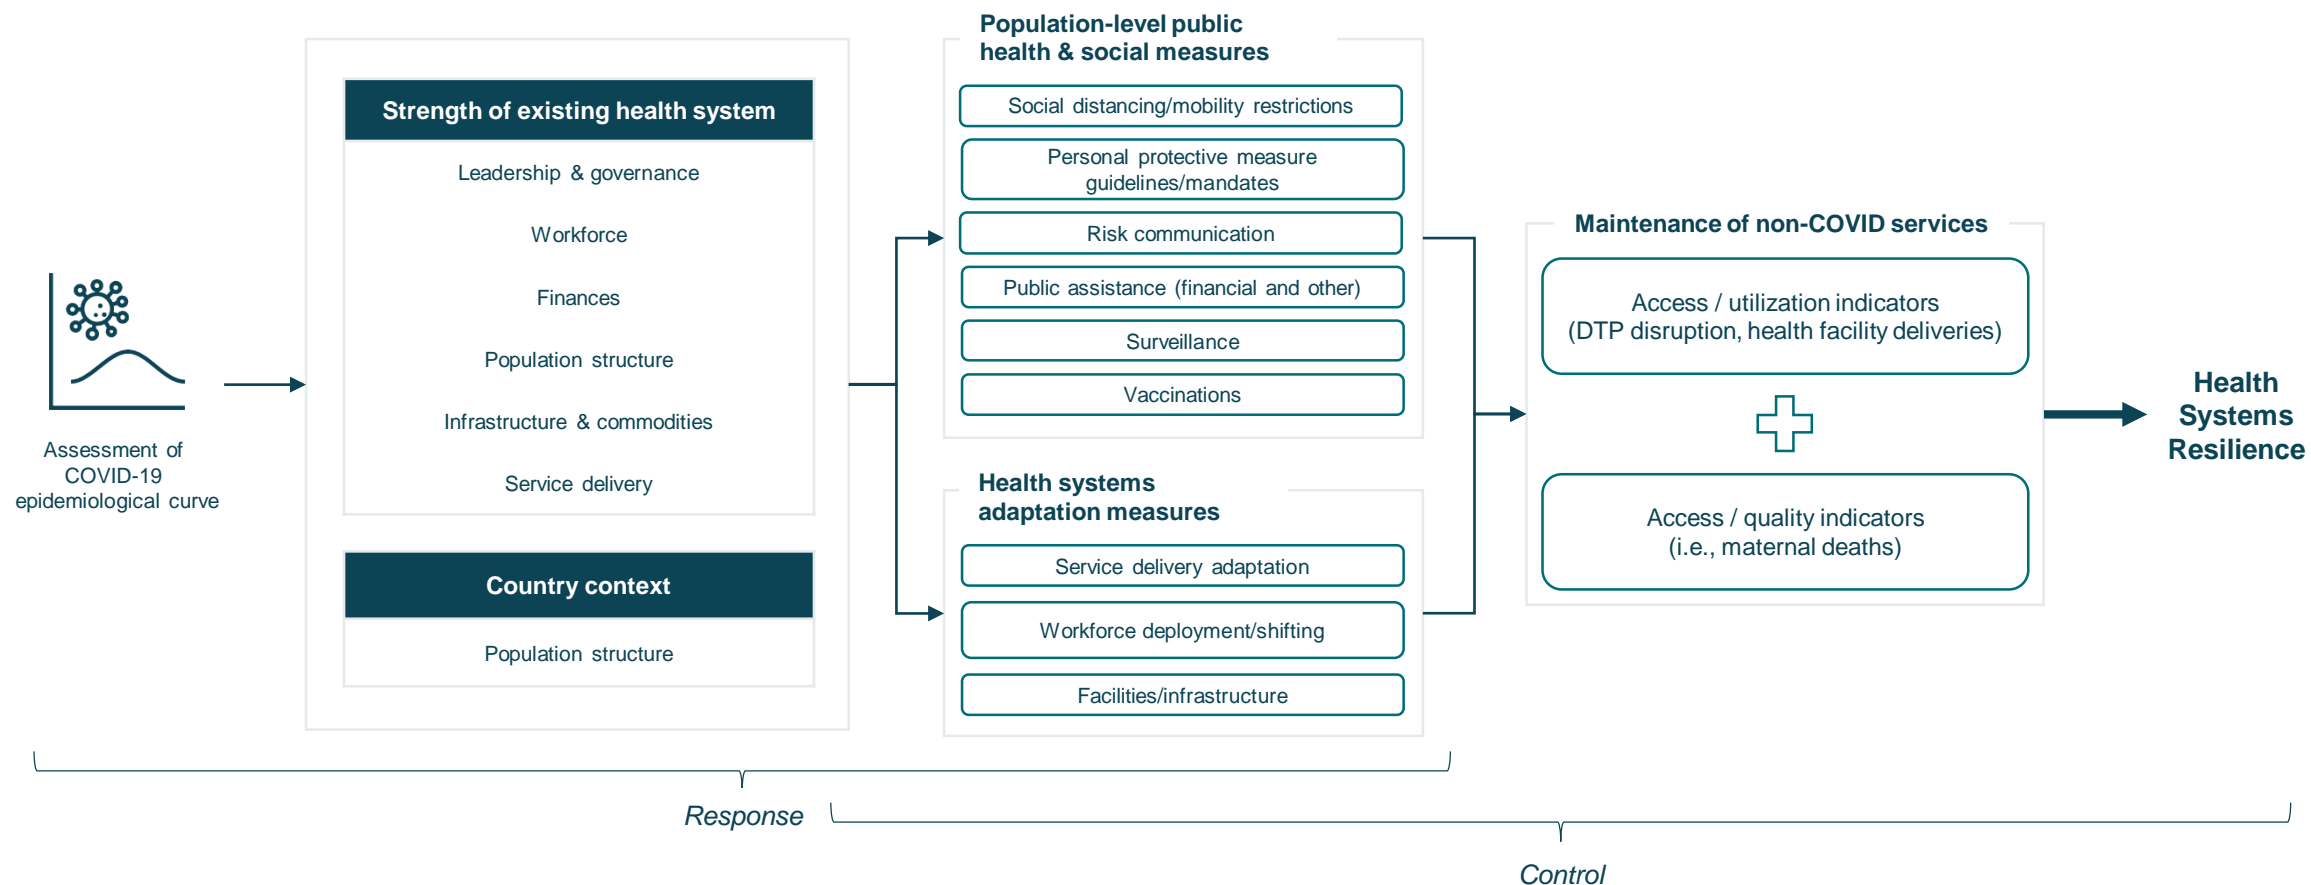 Assessment of
COVID-19
epidemiological curve
Strength of existing health system
Leadership & governance
Workforce
Finances
Population structure
Infrastructure & commodities
Service delivery
Country context
Population structure
Population-level public
health & social measures
Social distancing/mobility restrictions
Personal protective measure
guidelines/mandates
Risk communication
Public assistance (financial and other)
Surveillance
Vaccinations
Health systems
adaptation measures
Service delivery adaptation
Workforce deployment/shifting
Facilities/infrastructure
Maintenance of non-COVID services
Access / utilization indicators
(DTP disruption, health facility deliveries)
Access / quality indicators
(i.e., maternal deaths)
Health
Systems
Resilience
Response
Control